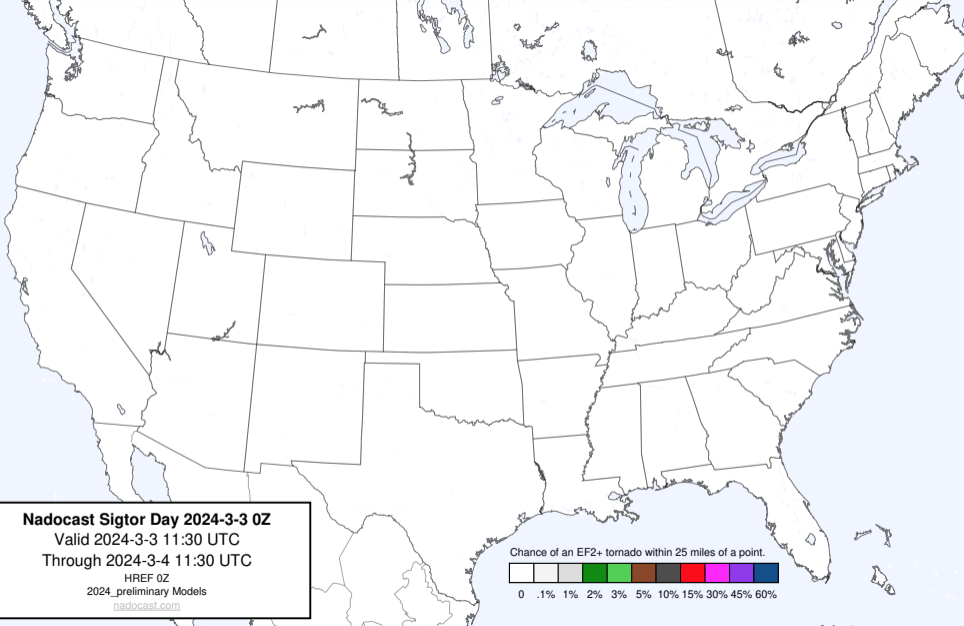 Nadocast Sigtor Day 2024-3-3 0Z
Valid 2024-3-3 11:30 UTC
Through 2024-3-4 11:30 UTC
HREF 0Z
2024_preliminary Models
nadocast.com
Chance of an EF2+ tornado within 25 miles of a point.
0 .1% 1% 2% 3% 5% 10% 15% 30% 45% 60%